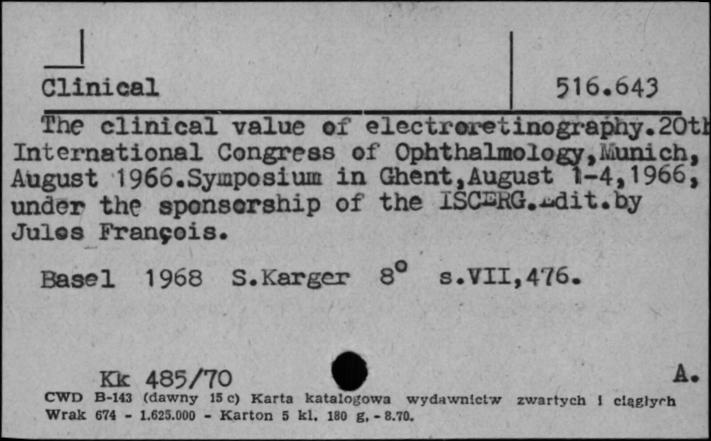 Clinical 516.643
The clinical value of electroretinography.20th
International Congress of Ophthalmology,Munich,
August 1966.Symposium in Ghent,August 1-4,1966,
under the sponsorship of the ISCERG.Edit.by
Jules François.
Basel 1968 S.Karger 8° s.VII,476.
Kk 485/70 A.
CWD B-143 (dawny 15 c) Karta katalogowa wydawnictw zwartych i ciągłych
Wrak 674 - 1.625.000 - Karton 5 kl. 180 g. - 8.70.